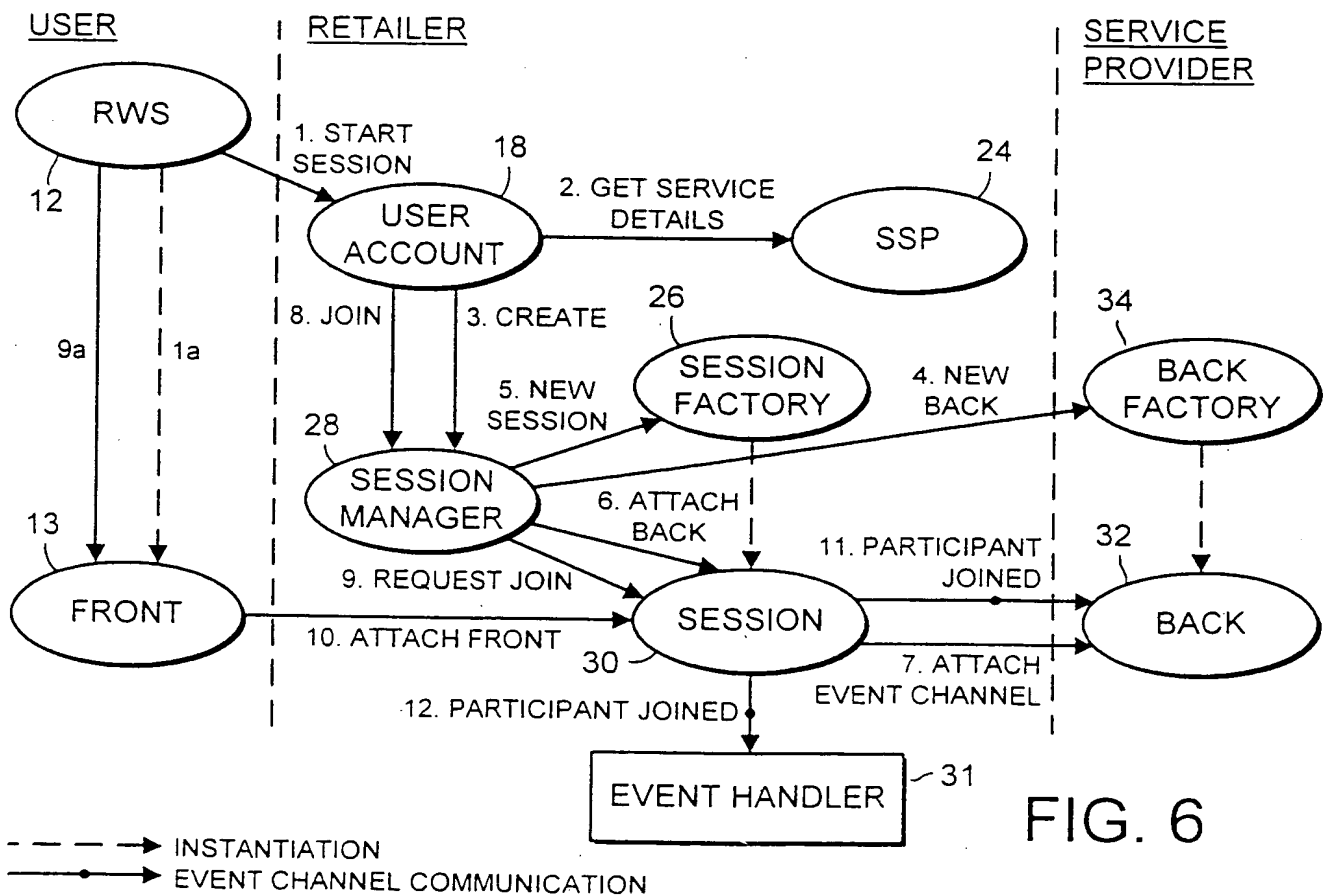 USER
RETAILER
SERVICE
PROVIDER
RWS
12
1. START
SESSION
18
USER
ACCOUNT
2. GET SERVICE
DETAILS
24
SSP
8. JOIN
3. CREATE
9a
1a
26
SESSION
FACTORY
34
BACK
FACTORY
5. NEW
SESSION
4. NEW
BACK
28
SESSION
MANAGER
6. ATTACH
BACK
13
FRONT
9. REQUEST JOIN
10. ATTACH FRONT
SESSION
30
11. PARTICIPANT
JOINED
32
BACK
7. ATTACH
EVENT CHANNEL
12. PARTICIPANT JOINED
EVENT HANDLER
31
FIG. 6
INSTANTIATION
EVENT CHANNEL COMMUNICATION